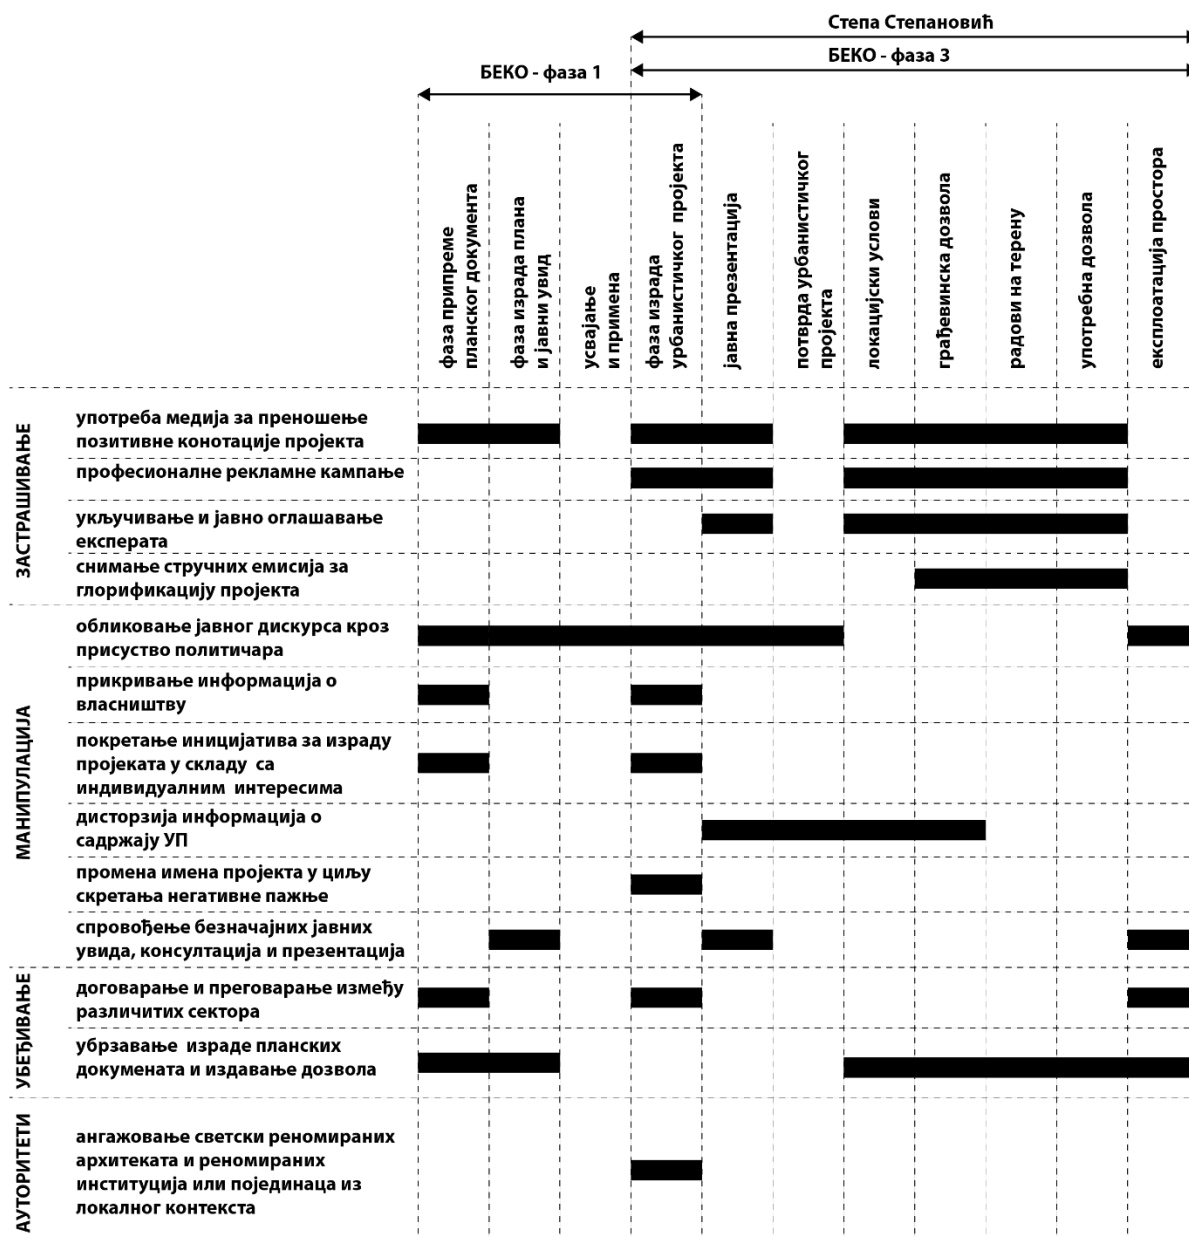 Степа Степановић
БЕКО - фаза 3
БЕКО - фаза 1
фаза припреме
планског документа
фаза израда плана
и јавни увид
усвајање
и примена
фаза израда
урбанистичког пројекта
јавна презентација
потврда урбанистичког
пројекта
локацијски услови
грађевинска дозвола
радови на терену
употребна дозвола
експлоатација простора
ЗАСТРАШИВАЊЕ
употреба медија за преношење
позитивне конотације пројекта
професионалне рекламне кампање
укључивање и јавно оглашавање
експерата
снимање стручних емисија за
глорификацију пројекта
МАНИПУЛАЦИЈА
обликовање јавног дискурса кроз
присуство политичара
прикривање информација о
власништву
покретање иницијатива за израду
пројеката у складу са
индивидуалним интересима
дисторзија информација о
садржају УП
промена имена пројекта у циљу
скретања негативне пажње
спровођење безначајних јавних
увида, консултација и презентација
УБЕЂИВАЊЕ
договарање и преговарање између
различитих сектора
убрзавање израде планских
докумената и издавање дозвола
АУТОРИТЕТИ
ангажовање светски реномираних
архитеката и реномираних
институција или појединаца из
локалног контекста